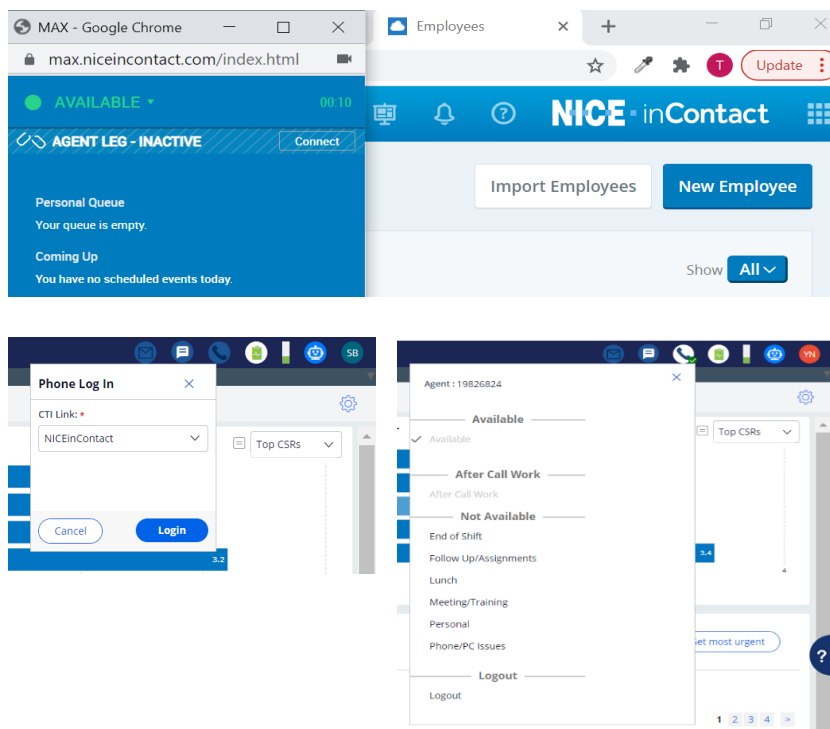 MAX - Google Chrome
max.niceincontact.com/index.html
AVAILABLE
00:10
AGENT LEG - INACTIVE
Connect
Personal Queue
Your queue is empty.
Coming Up
You have no scheduled events today.
Employees
T
Update
NICE inContact
Import Employees
New Employee
Show
All
SB
Phone Log In
CTI Link: *
NICEinContact
Top CSRs
Cancel
Login
3.2
YN
Agent : 19826824
Available
Available
After Call Work
After Call Work
Not Available
End of Shift
Follow Up/Assignments
Lunch
Meeting/Training
Personal
Phone/PC Issues
Logout
Logout
Top CSRs
3.4
4
et most urgent
?
1 2 3 4 >